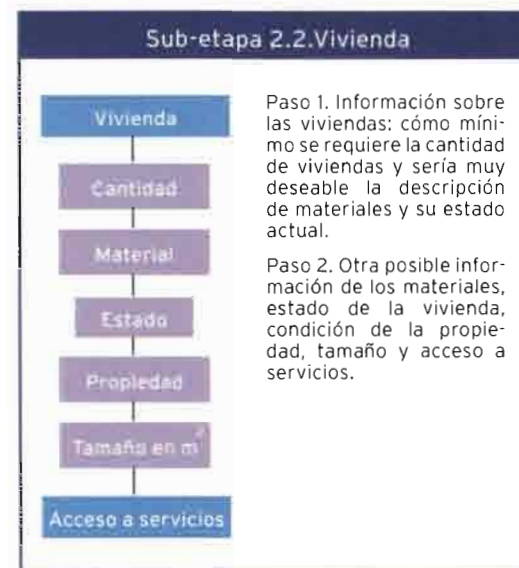 Sub-etapa 2.2.Vivienda
Vivienda
Cantidad
Material
Estado
Propiedad
Tamaño en m²
Acceso a servicios
Paso 1. Información sobre
las viviendas: cómo míni-
mo se requiere la cantidad
de viviendas y sería muy
deseable la descripción
de materiales y su estado
actual.
Paso 2. Otra posible infor-
mación de los materiales,
estado de la vivienda,
condición de la propie-
dad, tamaño y acceso a
servicios.